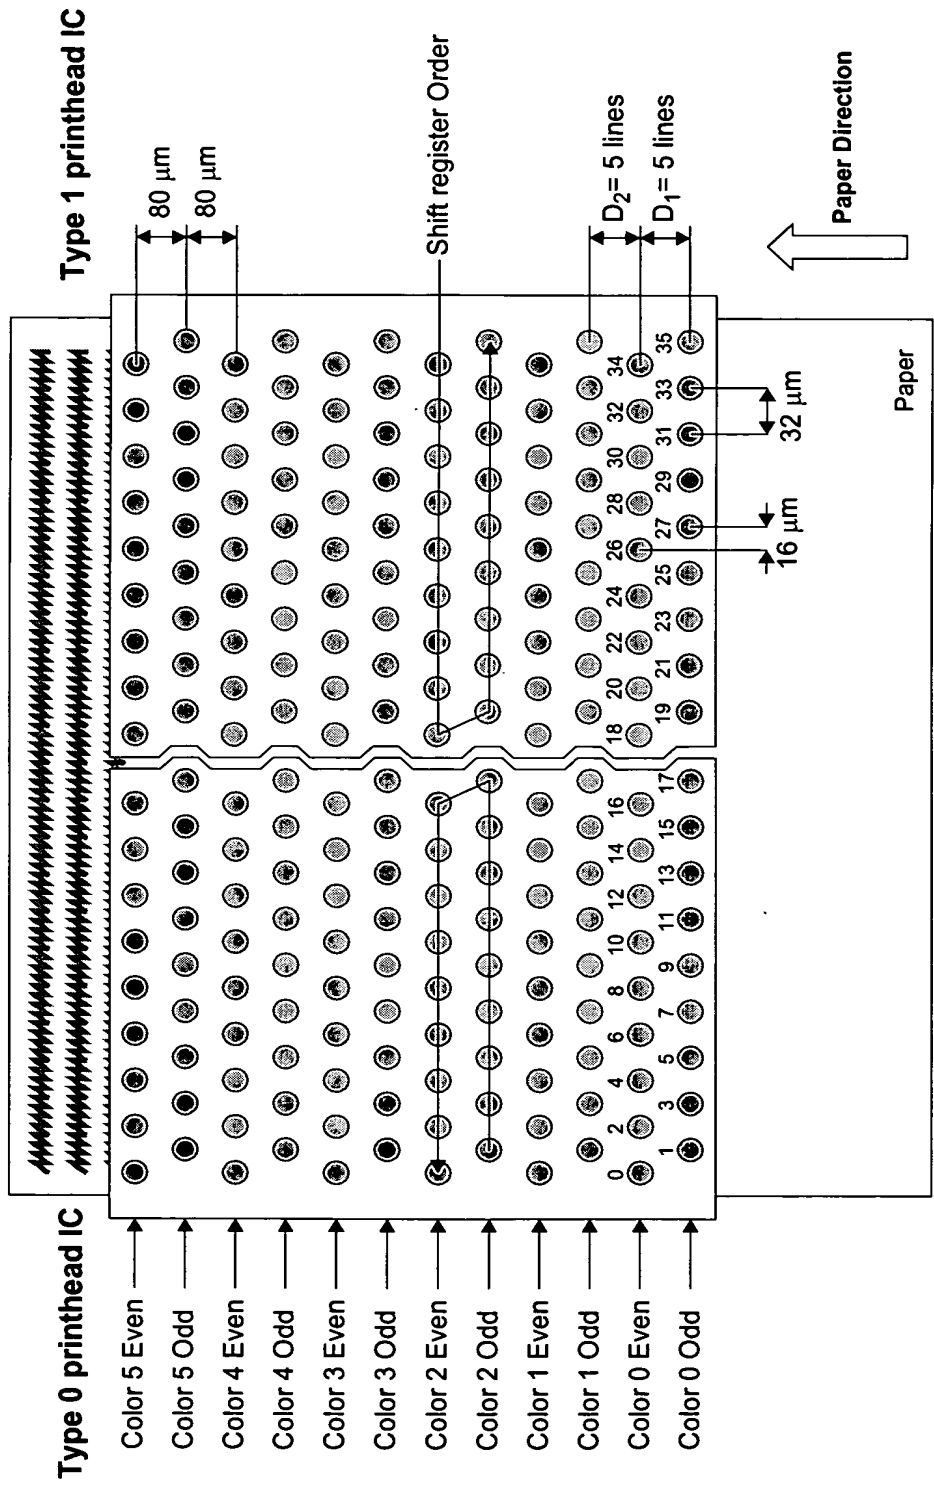 Type 0 printhead IC
Type 1 printhead IC
Color 5 Even
Color 5 Odd
Color 4 Even
Color 4 Odd
Color 3 Even
Color 3 Odd
Color 2 Even
Color 2 Odd
Color 1 Even
Color 1 Odd
Color 0 Even
Color 0 Odd
80 μm
80 μm
Shift register Order
D2= 5 lines
D1= 5 lines
0 2 4 6 8 10 12 14 16 18 20 22 24 26 28 30 32 34
1 3 5 7 9 11 13 15 17 19 21 23 25 27 29 31 33 35
16 μm
32 μm
Paper
Paper Direction